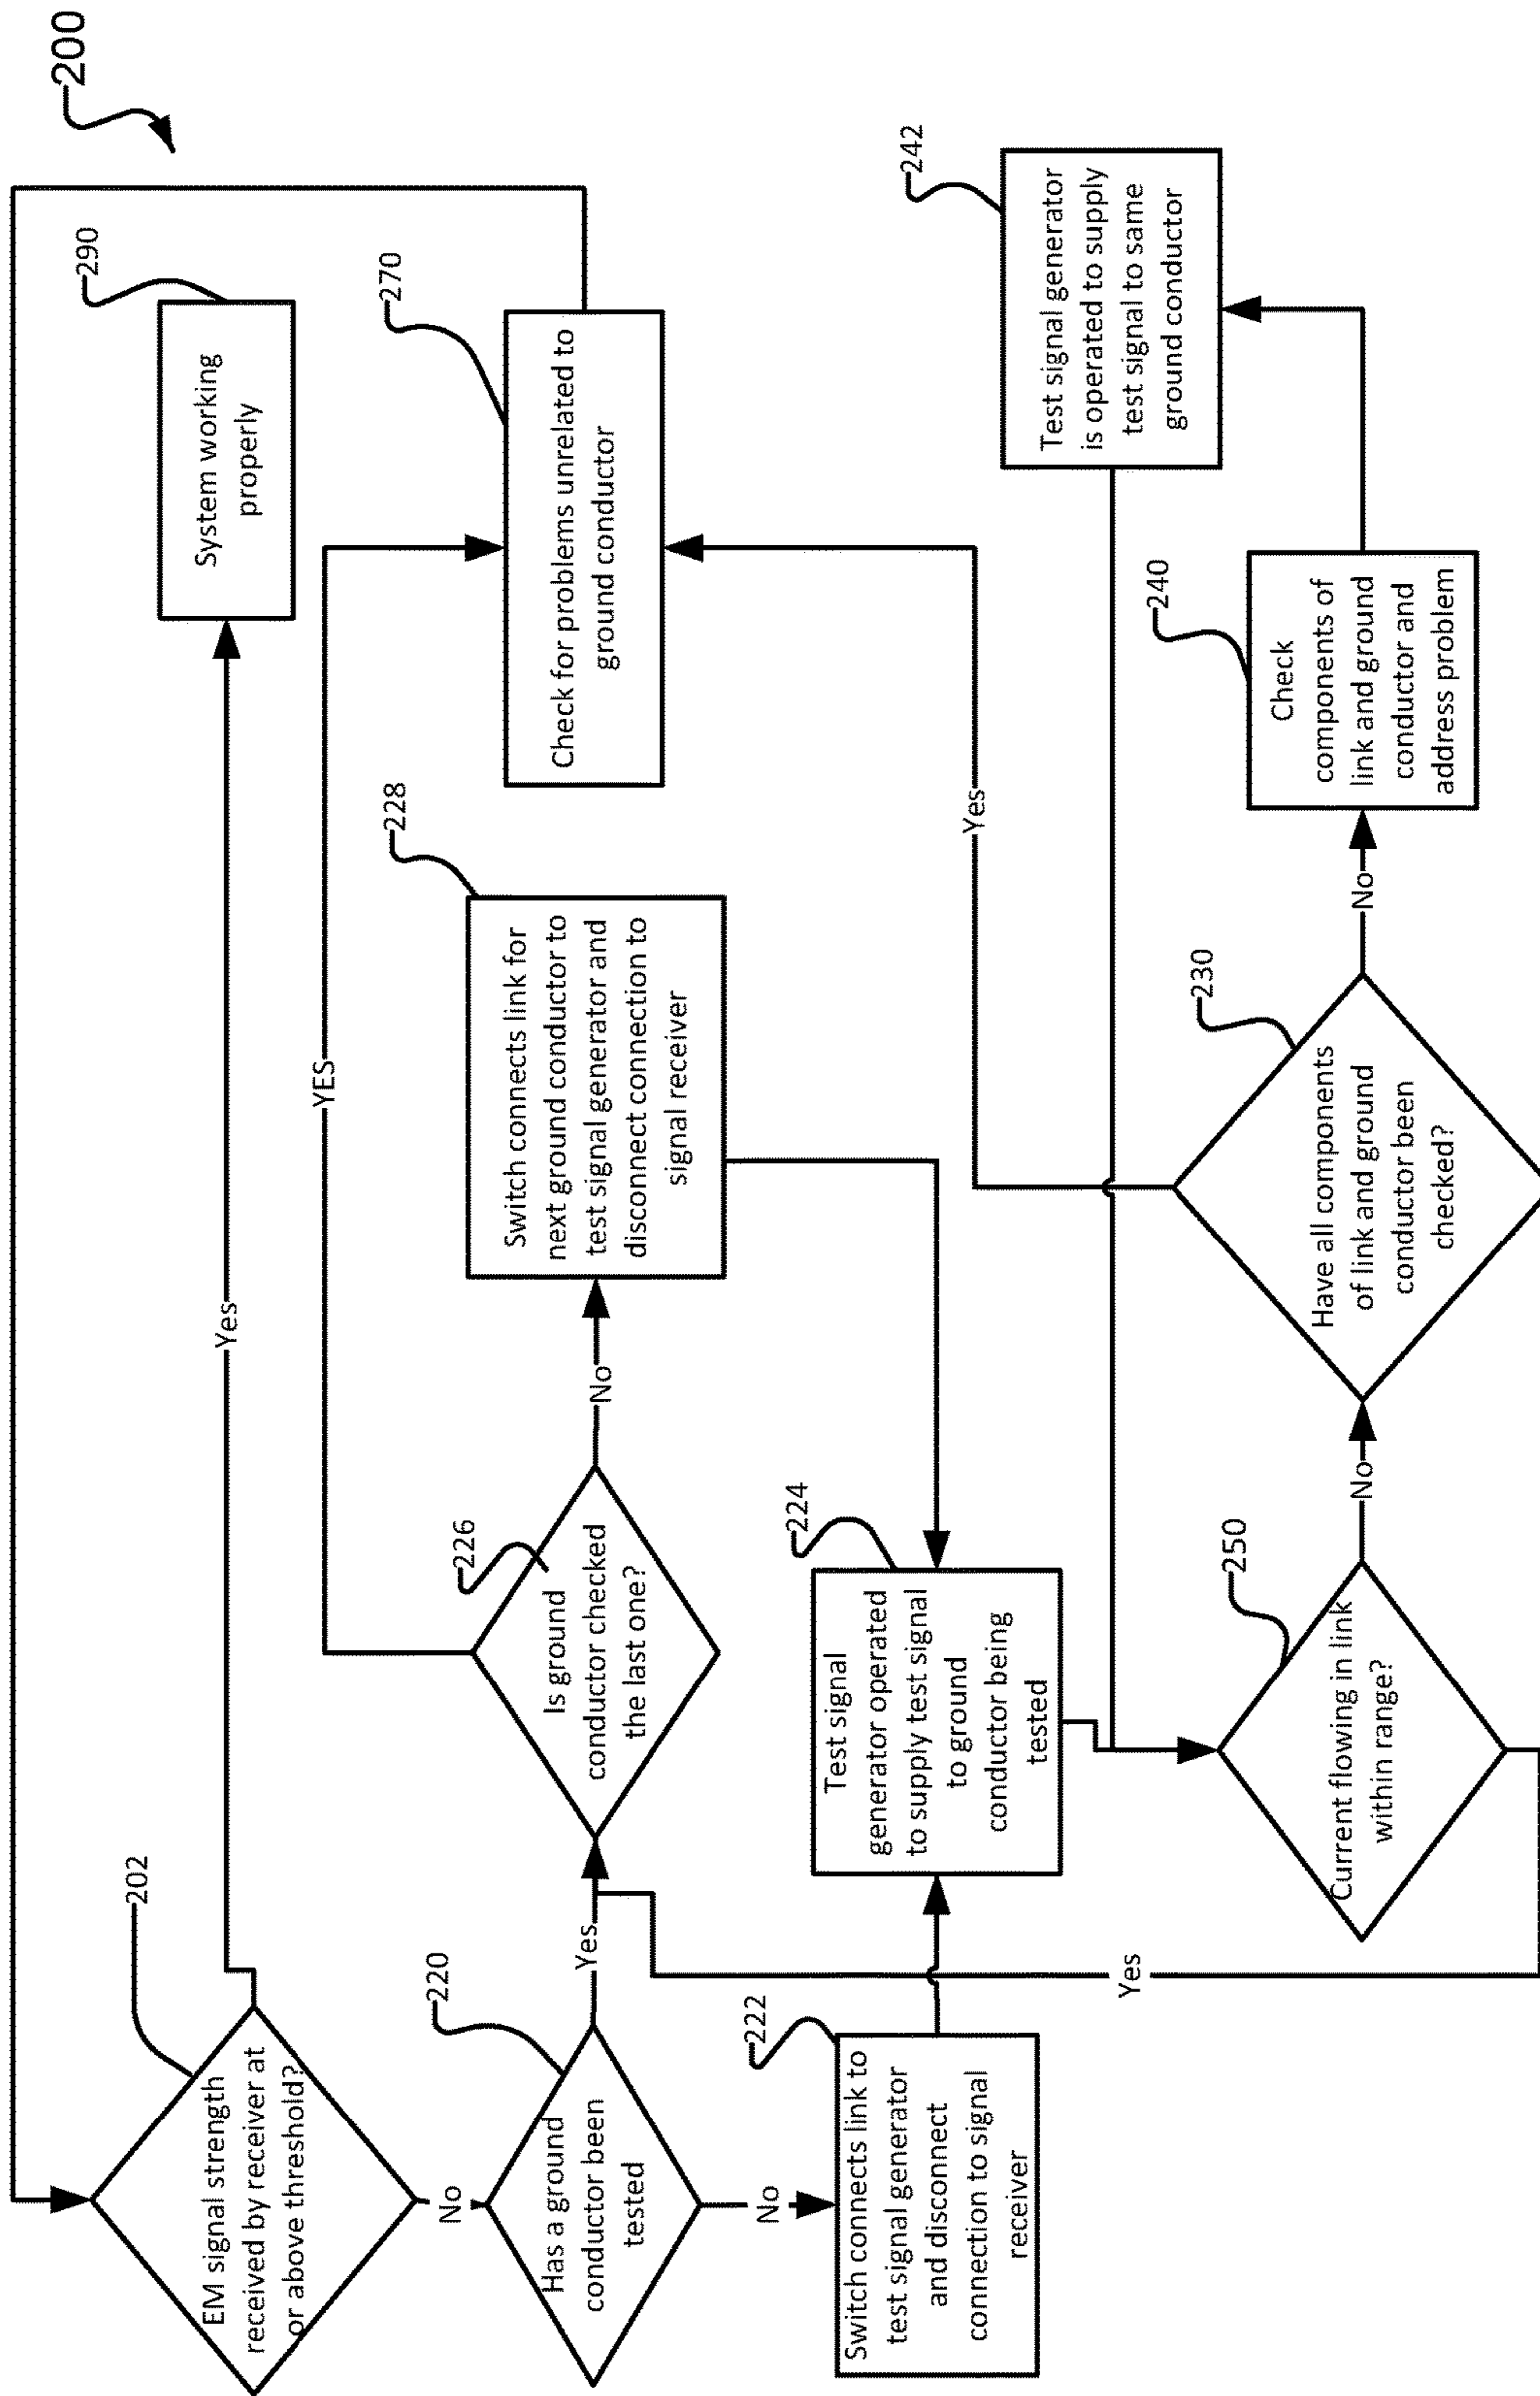 200
202
EM signal strength
received by receiver at
or above threshold?
Yes
290
System working
properly
No
220
Has a ground
conductor been
tested
Yes
226
Is ground
conductor checked
the last one?
YES
No
228
Switch connects link for
next ground conductor to
test signal generator and
disconnect connection to
signal receiver
270
Check for problems unrelated to
ground conductor
No
222
Switch connects link to
test signal generator
and disconnect
connection to signal
receiver
224
Test signal
generator operated
to supply test signal
to ground
conductor being
tested
Yes
Yes
242
Test signal generator
is operated to supply
test signal to same
ground conductor
250
Current flowing in link
within range?
No
230
Have all components
of link and ground
conductor been
checked?
No
240
Check
components of
link and ground
conductor and
address problem